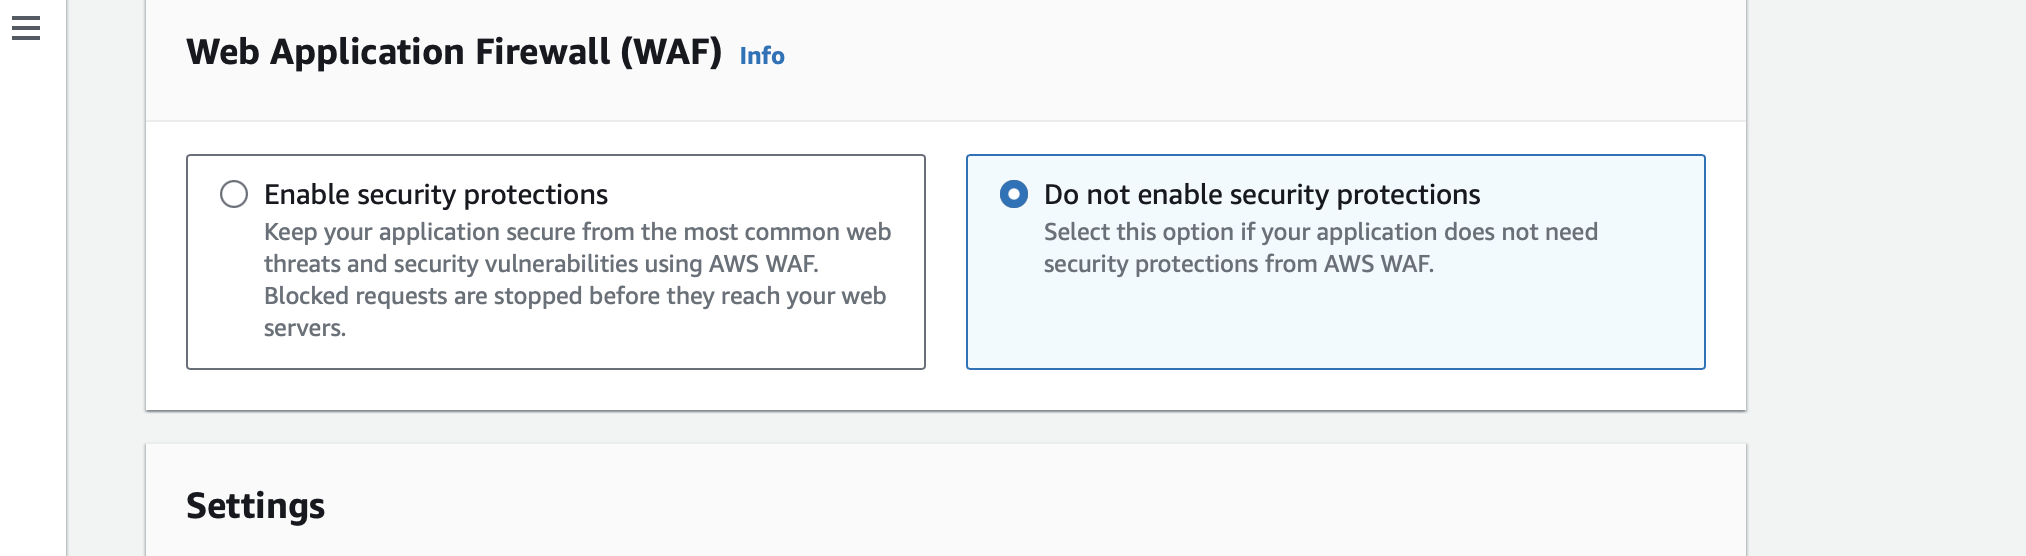 Web Application Firewall (WAF) Info
Enable security protections
Keep your application secure from the most common web
threats and security vulnerabilities using AWS WAF.
Blocked requests are stopped before they reach your web
servers.
Do not enable security protections
Select this option if your application does not need
security protections from AWS WAF.
Settings